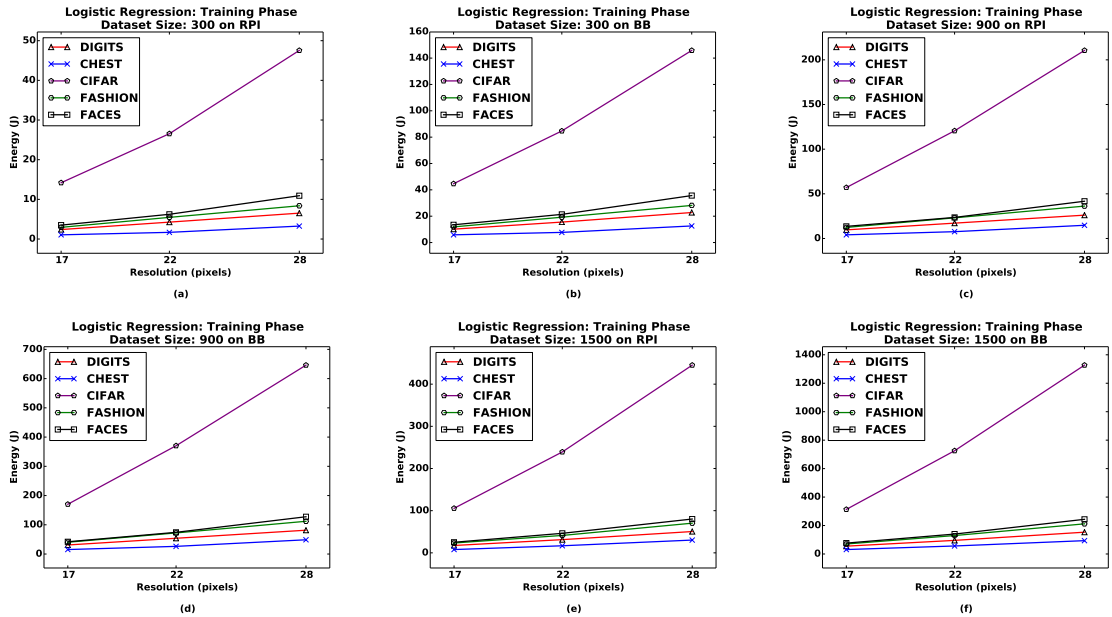 Logistic Regression: Training Phase
Dataset Size: 300 on RPI
50
40
30
20
10
0
Energy (J)
DIGITS
CHEST
CIFAR
FASHION
FACES
17
22
28
Resolution (pixels)
(a)
Logistic Regression: Training Phase
Dataset Size: 300 on BB
160
140
120
100
80
60
40
20
0
Energy (J)
DIGITS
CHEST
CIFAR
FASHION
FACES
17
22
28
Resolution (pixels)
(b)
Logistic Regression: Training Phase
Dataset Size: 900 on RPI
200
150
100
50
0
Energy (J)
DIGITS
CHEST
CIFAR
FASHION
FACES
17
22
28
Resolution (pixels)
(c)
Logistic Regression: Training Phase
Dataset Size: 900 on BB
700
600
500
400
300
200
100
0
Energy (J)
DIGITS
CHEST
CIFAR
FASHION
FACES
17
22
28
Resolution (pixels)
(d)
Logistic Regression: Training Phase
Dataset Size: 1500 on RPI
400
300
200
100
0
Energy (J)
DIGITS
CHEST
CIFAR
FASHION
FACES
17
22
28
Resolution (pixels)
(e)
Logistic Regression: Training Phase
Dataset Size: 1500 on BB
1400
1200
1000
800
600
400
200
0
Energy (J)
DIGITS
CHEST
CIFAR
FASHION
FACES
17
22
28
Resolution (pixels)
(f)